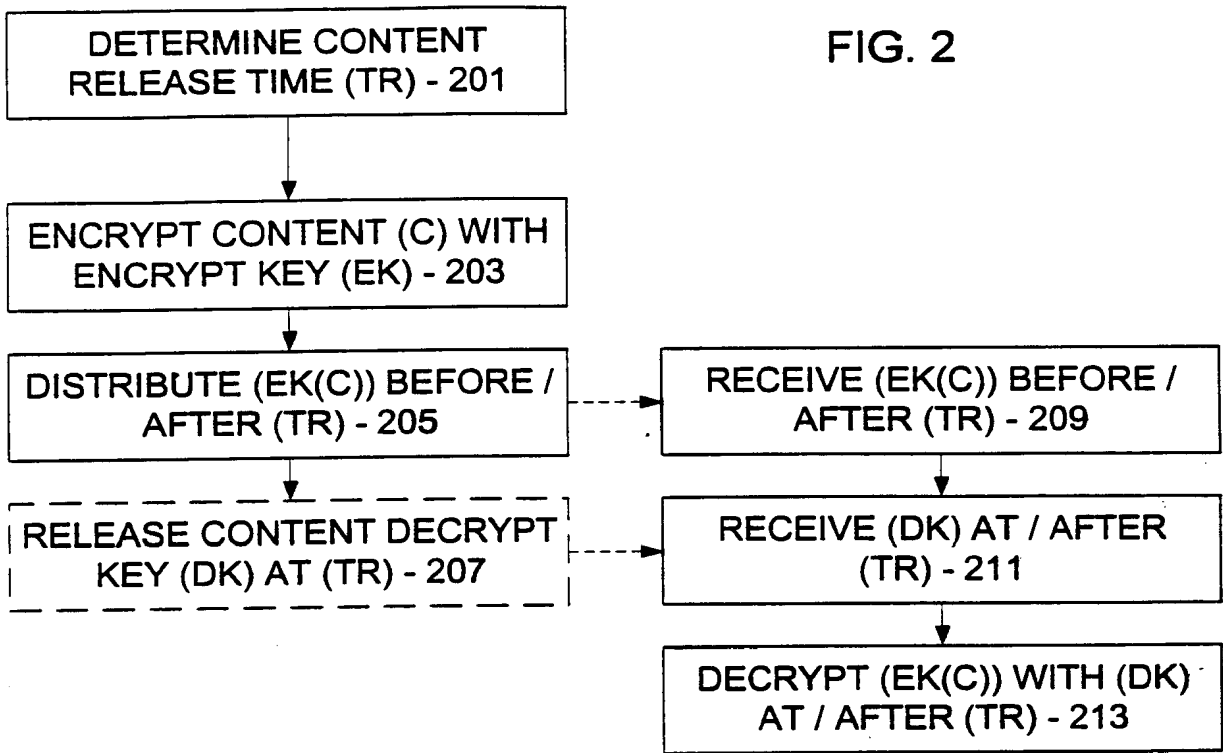 FIG. 2
DETERMINE CONTENT
RELEASE TIME (TR) - 201
ENCRYPT CONTENT (C) WITH
ENCRYPT KEY (EK) - 203
DISTRIBUTE (EK(C)) BEFORE /
AFTER (TR) - 205
RELEASE CONTENT DECRYPT
KEY (DK) AT (TR) - 207
RECEIVE (EK(C)) BEFORE /
AFTER (TR) - 209
RECEIVE (DK) AT / AFTER
(TR) - 211
DECRYPT (EK(C)) WITH (DK)
AT / AFTER (TR) - 213